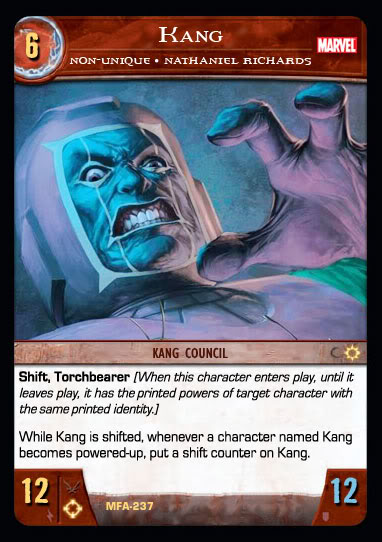 6
Kang
MARVEL
NON-UNIQUE • NATHANIEL RICHARDS
KANG COUNCIL
Shift, Torchbearer [When this character enters play, until it
leaves play, it has the printed powers of target character with
the same printed identity.]
While Kang is shifted, whenever a character named Kang
becomes powered-up, put a shift counter on Kang.
12
MFA-237
12